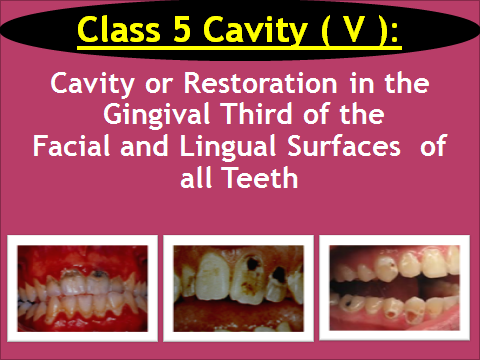 Class 5 Cavity ( V ):
Cavity or Restoration in the
Gingival Third of the
Facial and Lingual Surfaces  of
all Teeth